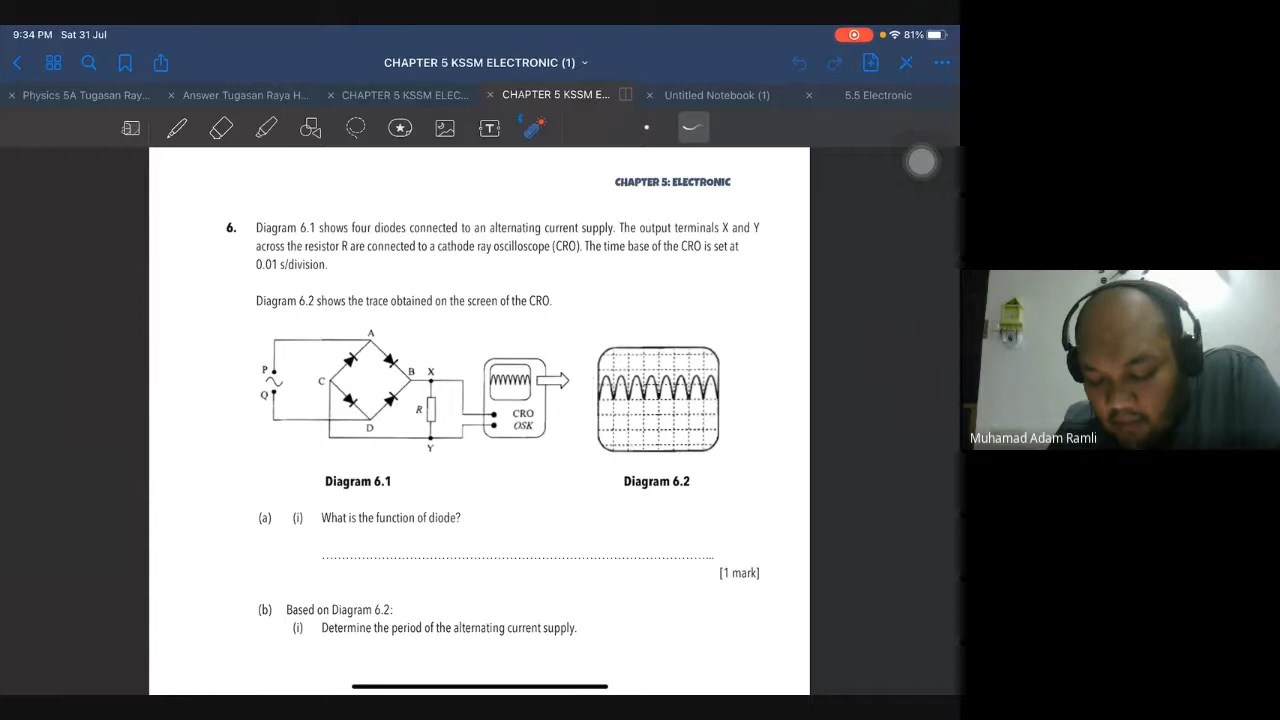 9:34 PM Sat 31 Jul
81%
CHAPTER 5 KSSM ELECTRONIC (1)
Physics 5A Tugasan Ray...
Answer Tugasan Raya H...
CHAPTER 5 KSSM ELEC...
CHAPTER 5 KSSM E...
Untitled Notebook (1)
5.5 Electronic
CHAPTER 5: ELECTRONIC
6. Diagram 6.1 shows four diodes connected to an alternating current supply. The output terminals X and Y
across the resistor R are connected to a cathode ray oscilloscope (CRO). The time base of the CRO is set at
0.01 s/division.
Diagram 6.2 shows the trace obtained on the screen of the CRO.
A
P
C
B
X
Q
R
CRO
OSK
D
Y
Diagram 6.1
Diagram 6.2
(a) (i) What is the function of diode?
[1 mark]
(b) Based on Diagram 6.2:
(i) Determine the period of the alternating current supply.
Muhamad Adam Ramli